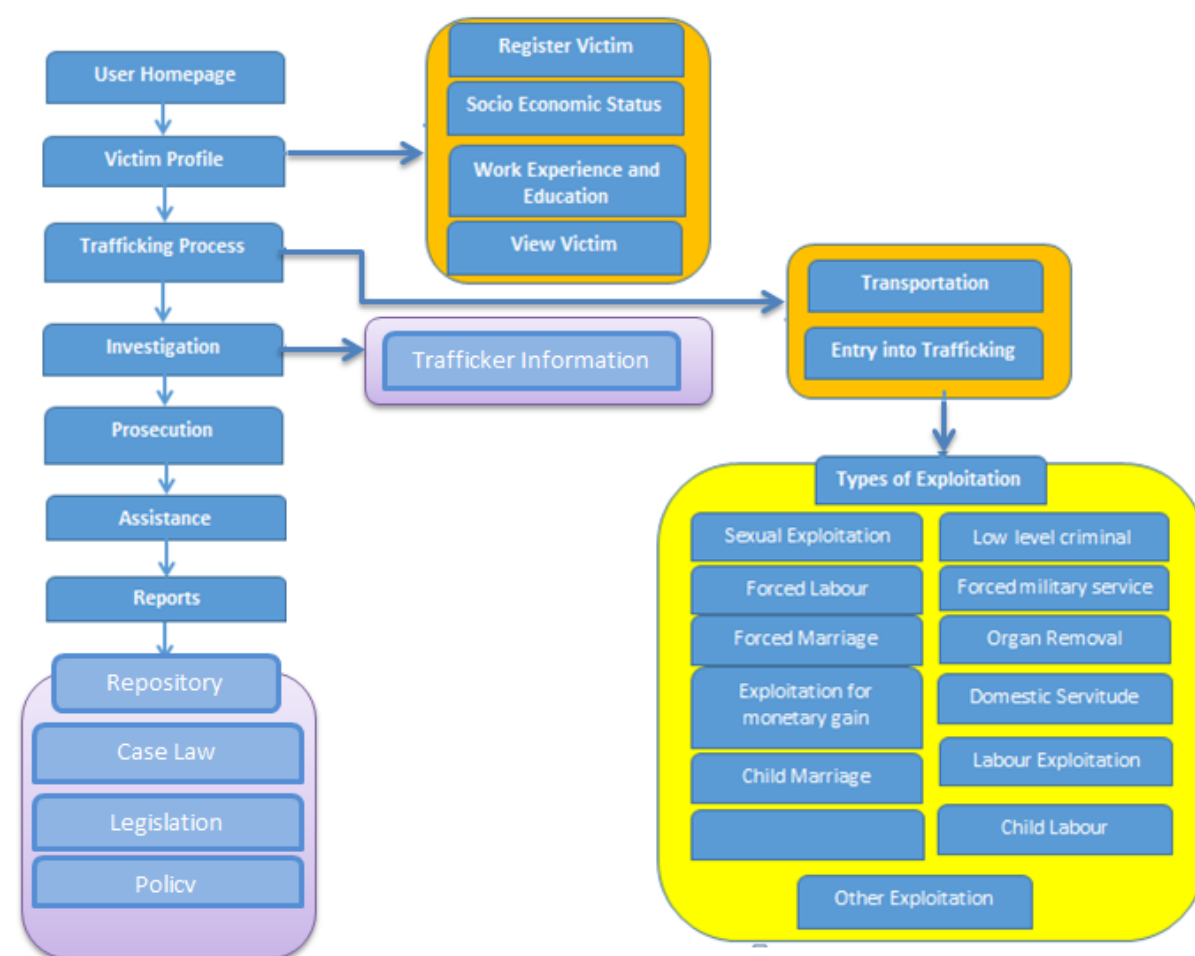 User Homepage
Victim Profile
Trafficking Process
Investigation
Prosecution
Assistance
Reports
Repository
Case Law
Legislation
Policy
Register Victim
Socio Economic Status
Work Experience and
Education
View Victim
Trafficker Information
Transportation
Entry into Trafficking
Types of Exploitation
Sexual Exploitation
Forced Labour
Forced Marriage
Exploitation for
monetary gain
Child Marriage
Low level criminal
Forced military service
Organ Removal
Domestic Servitude
Labour Exploitation
Child Labour
Other Exploitation